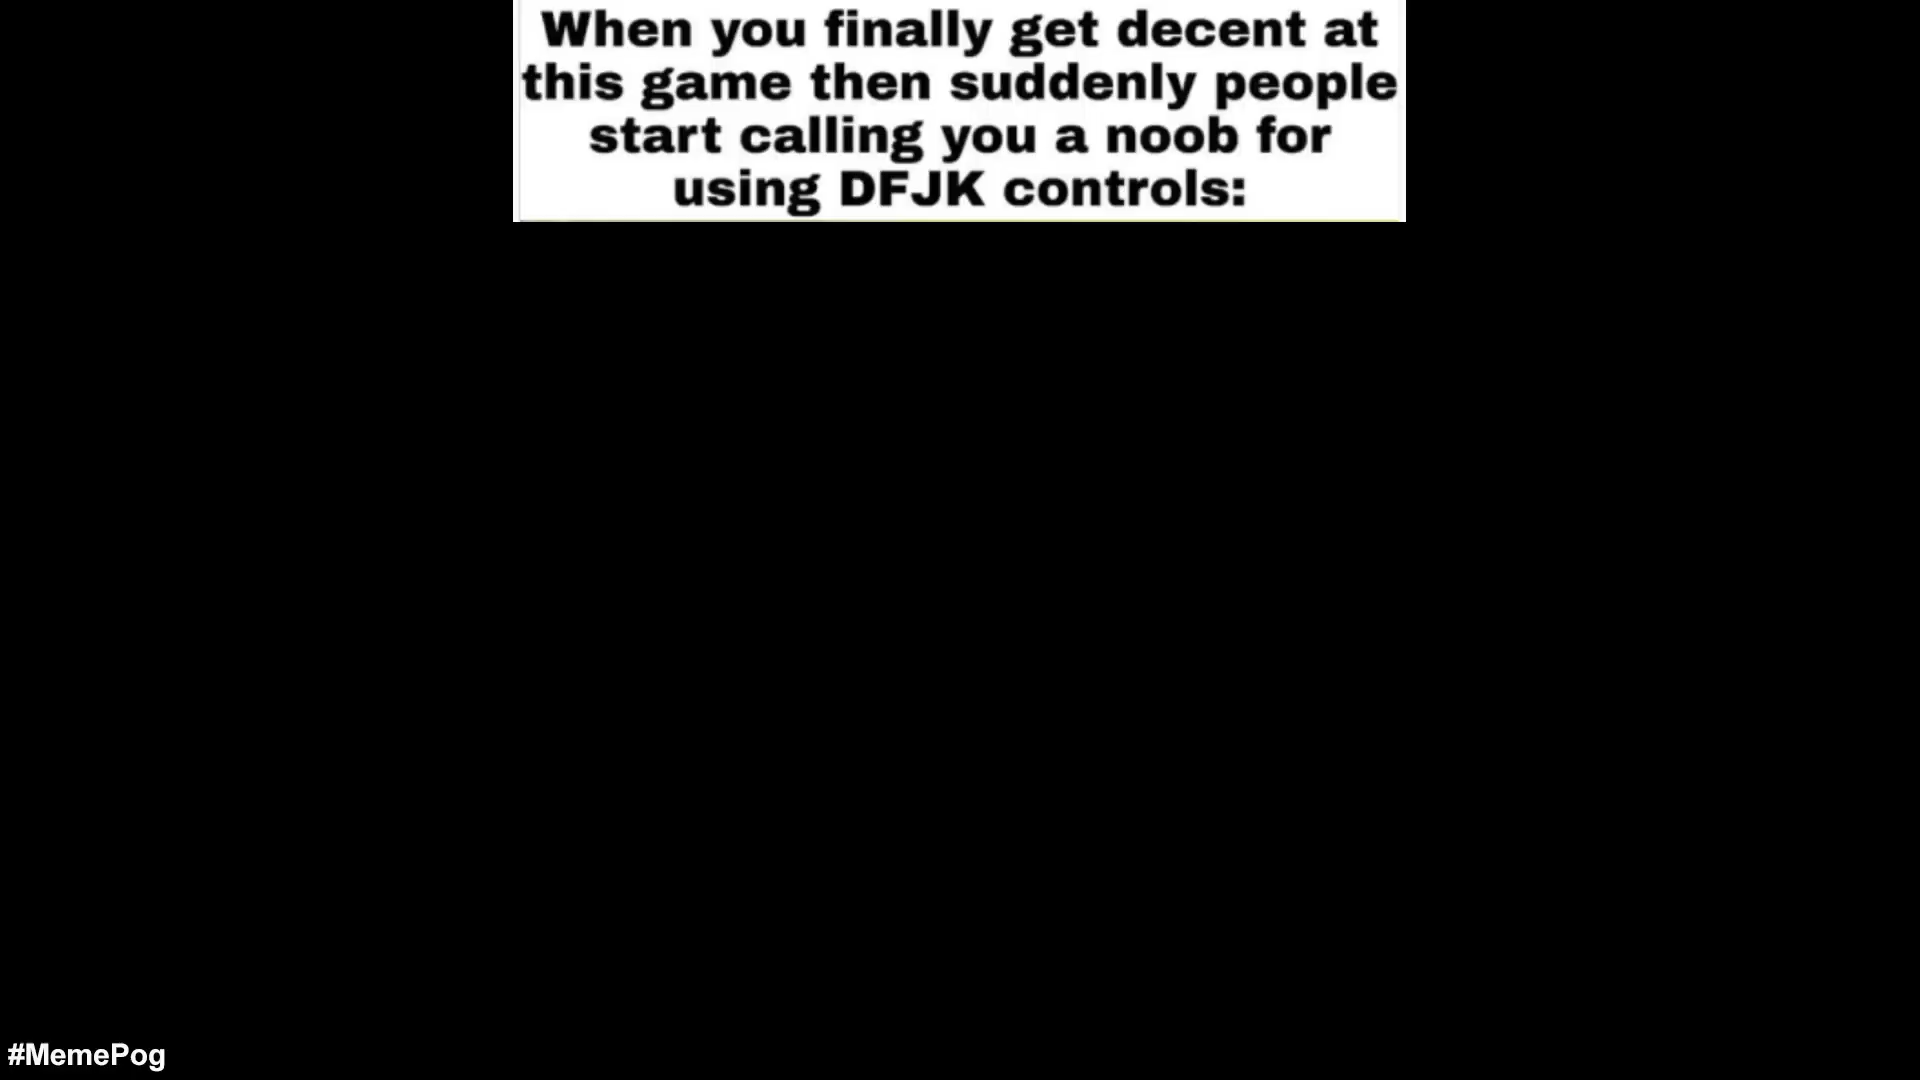 When you finally get decent at
this game then suddenly people
start calling you a noob for
using DFJK controls:
#MemePog